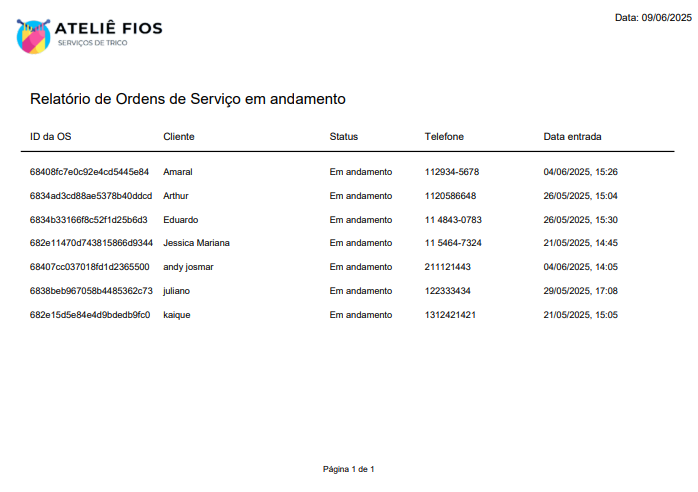 ATELIÊ FIOS
SERVIÇOS DE TRICO
Data: 09/06/2025
Relatório de Ordens de Serviço em andamento
ID da OS Cliente Status Telefone Data entrada
68408fc7e0c92e4cd5445e84 Amaral Em andamento 112934-5678 04/06/2025, 15:26
6834ad3cd88ae5378b40ddcd Arthur Em andamento 1120586648 26/05/2025, 15:04
6834b33166f8c52f1d25b6d3 Eduardo Em andamento 11 4843-0783 26/05/2025, 15:30
682e11470d743815866d9344 Jessica Mariana Em andamento 11 5464-7324 21/05/2025, 14:45
68407cc037018fd1d2365500 andy josmar Em andamento 211121443 04/06/2025, 14:05
6838beb967058b4485362c73 juliano Em andamento 122333434 29/05/2025, 17:08
682e15d5e84e4d9bdedb9fc0 kaique Em andamento 1312421421 21/05/2025, 15:05
Página 1 de 1